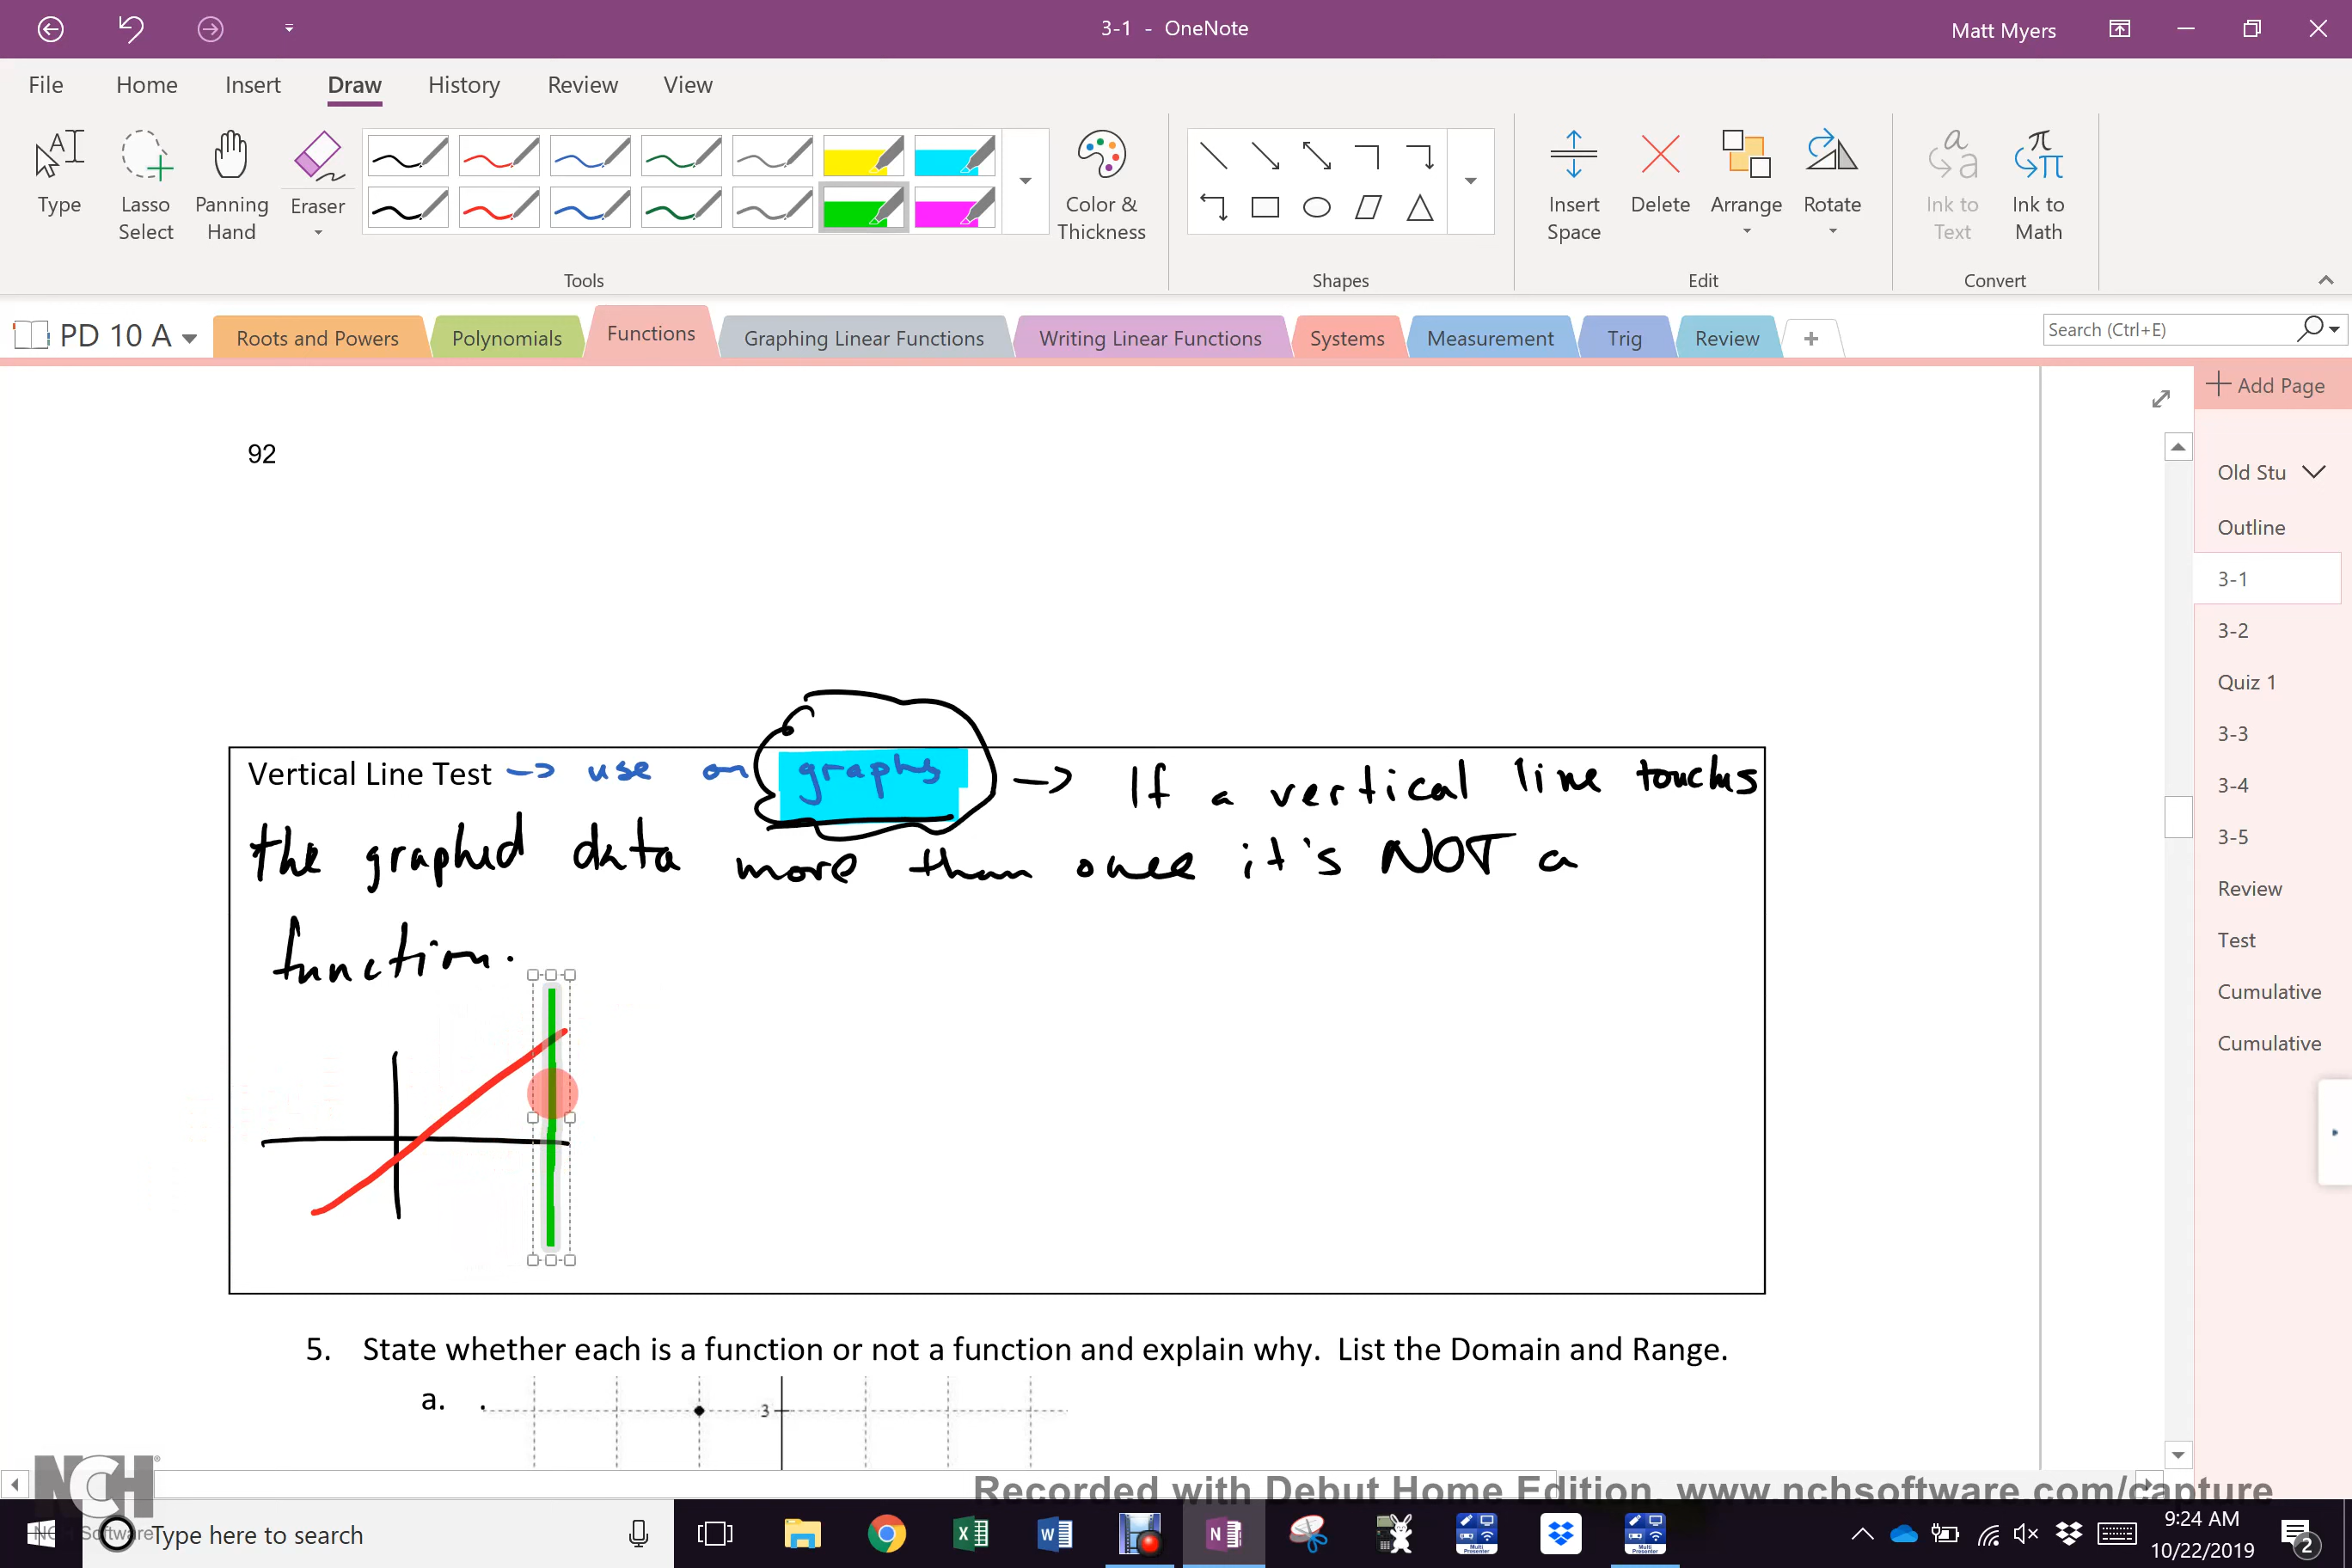 3-1 - OneNote
Matt Myers
File Home Insert Draw History Review View
Type
Lasso Select
Panning Hand
Eraser
Color & Thickness
Insert Space
Delete
Arrange
Rotate
Ink to Text
Ink to Math
Tools
Shapes
Edit
Convert
PD 10 A
Roots and Powers
Polynomials
Functions
Graphing Linear Functions
Writing Linear Functions
Systems
Measurement
Trig
Review
Search (Ctrl+E)
Add Page
Old Stu
Outline
3-1
3-2
Quiz 1
3-3
3-4
3-5
Review
Test
Cumulative
Cumulative
92
Vertical Line Test -> use on graphs -> If a vertical line touches
the graphed data more than once it's NOT a
function.
5. State whether each is a function or not a function and explain why. List the Domain and Range.
a. .
3
NCH
NCH Software
Recorded with Debut Home Edition. www.nchsoftware.com/capture
Type here to search
9:24 AM
10/22/2019
2